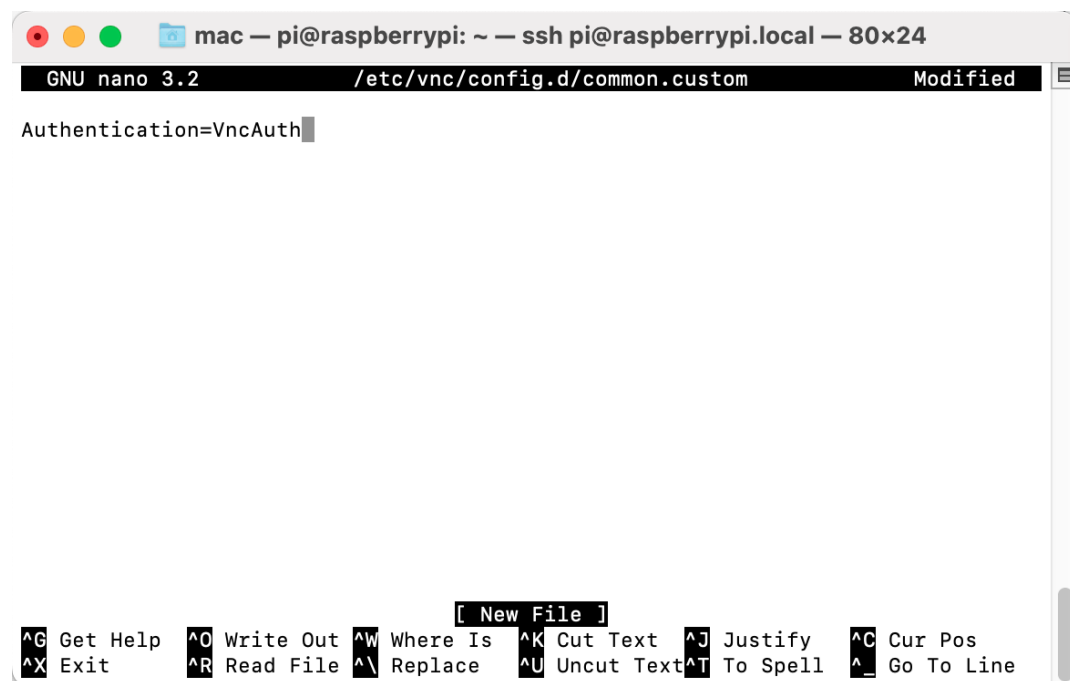 mac — pi@raspberrypi: ~ — ssh pi@raspberrypi.local — 80×24
GNU nano 3.2 /etc/vnc/config.d/common.custom Modified
Authentication=VncAuth
[ New File ]
^G Get Help ^O Write Out ^W Where Is ^K Cut Text ^J Justify ^C Cur Pos
^X Exit ^R Read File ^\ Replace ^U Uncut Text ^T To Spell ^_ Go To Line